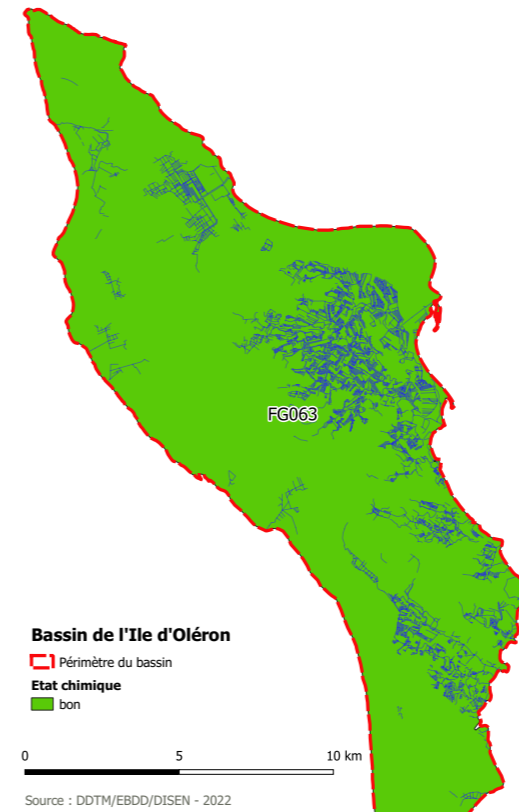 FG063
Bassin de l'Ile d'Oléron
Périmètre du bassin
Etat chimique
bon
0 5 10 km
Source : DDTM/EBDD/DISEN - 2022